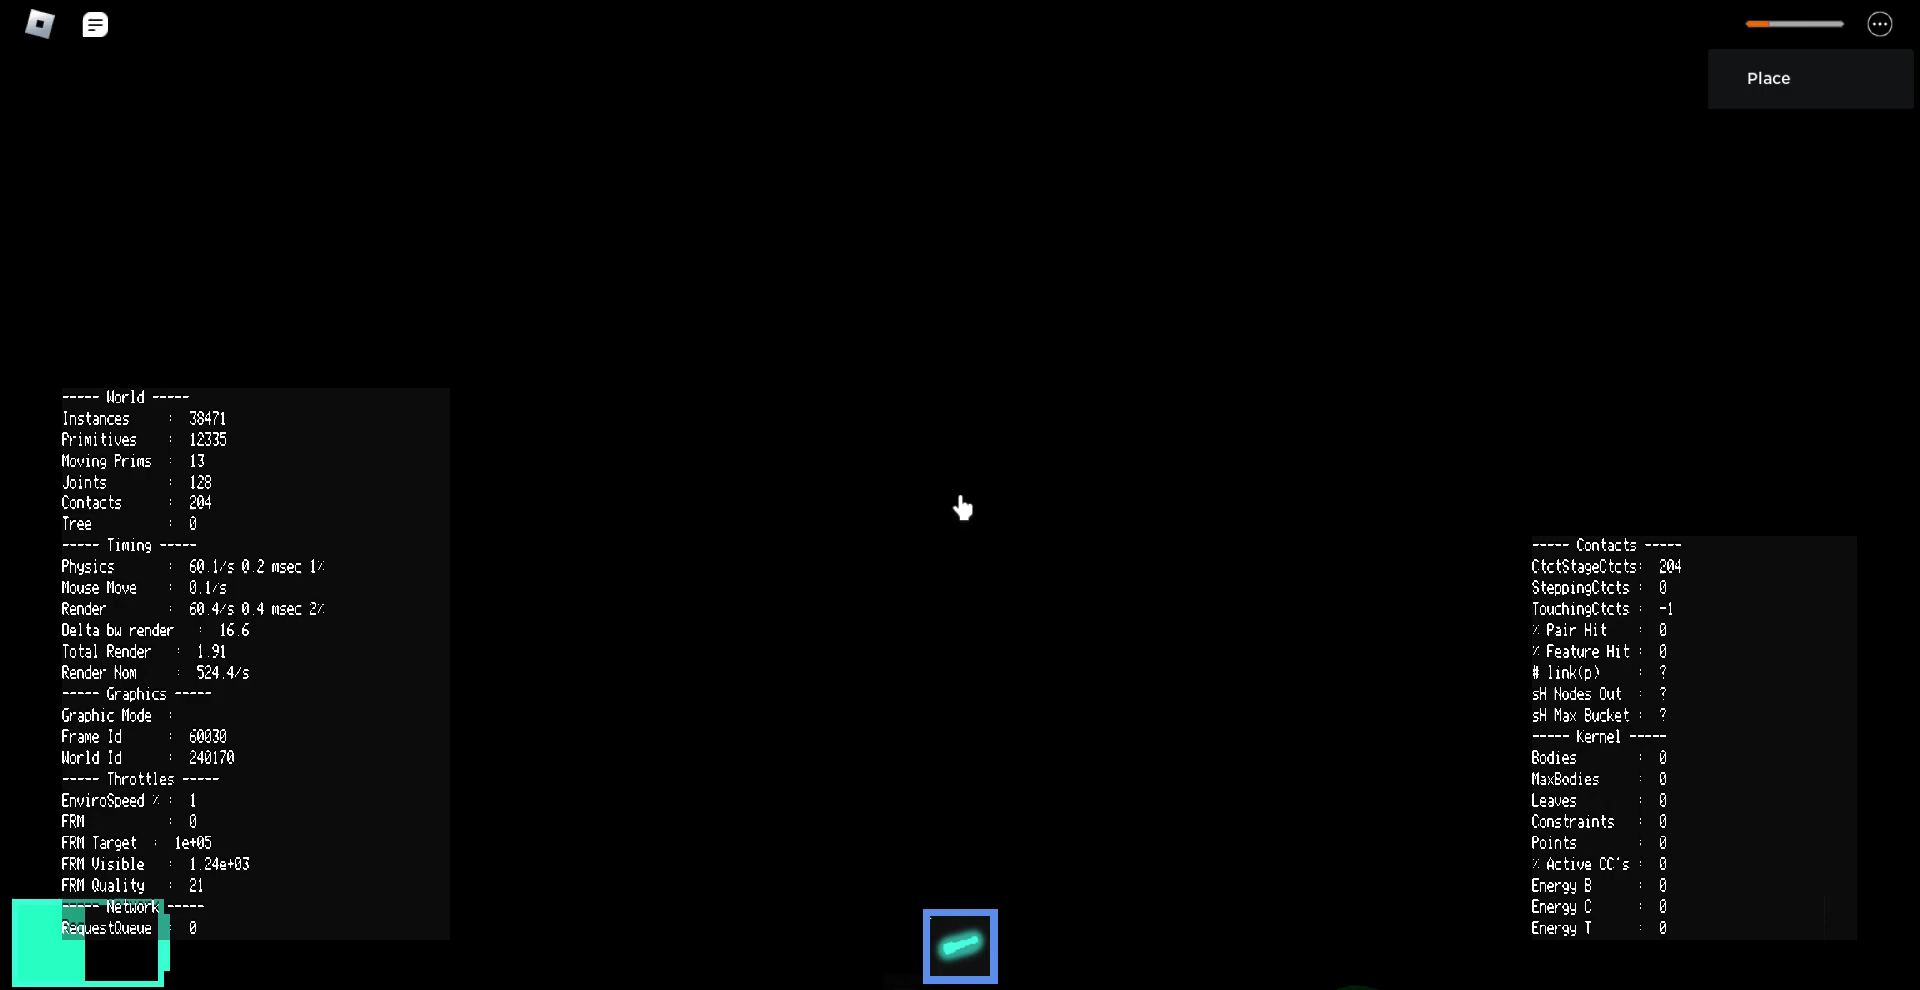 Place
----- World -----
Instances : 38471
Primitives : 12335
Moving Prims : 13
Joints : 128
Contacts : 204
Tree : 0
----- Timing -----
Physics : 60.1/s 0.2 msec 1%
Mouse Move : 0.1/s
Render : 60.4/s 0.4 msec 2%
Delta bw render : 16.6
Total Render : 1.91
Render Nom : 524.4/s
----- Graphics -----
Graphic Mode :
Frame Id : 60030
World Id : 240170
----- Throttles -----
EnviroSpeed % : 1
FRM : 0
FRM Target : 1e+05
FRM Visible : 1.24e+03
FRM Quality : 21
----- Network -----
RequestQueue : 0
----- Contacts -----
CtctStageCtcts: 204
SteppingCtcts : 0
TouchingCtcts : -1
% Pair Hit : 0
% Feature Hit : 0
# link(p) : ?
sH Nodes Out : ?
sH Max Bucket : ?
----- Kernel -----
Bodies : 0
MaxBodies : 0
Leaves : 0
Constraints : 0
Points : 0
% Active CC's : 0
Energy B : 0
Energy C : 0
Energy T : 0